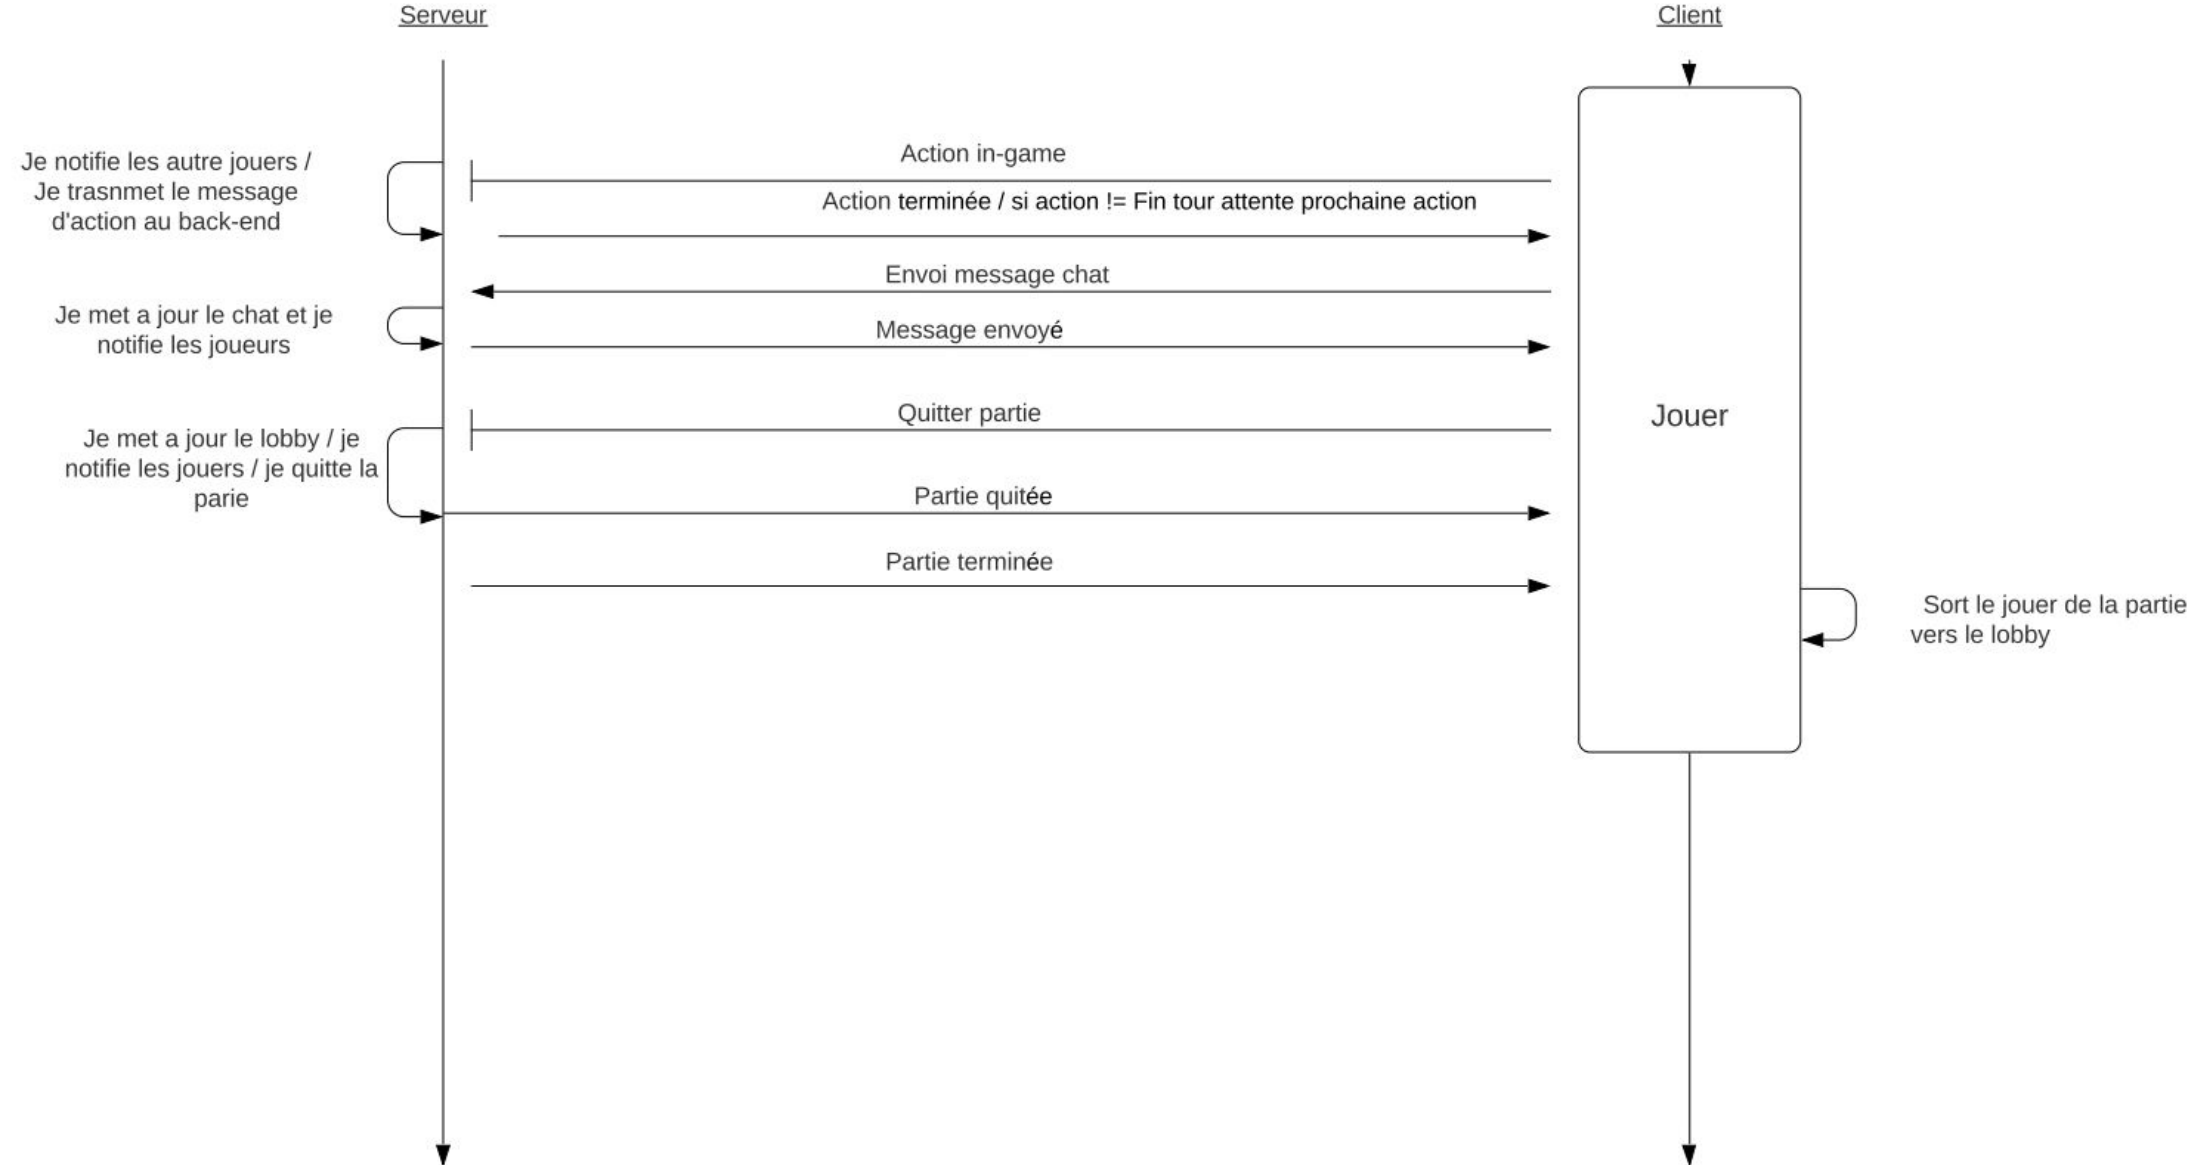 Serveur
Client
Je notifie les autre jouers /
Je trasnmet le message
d'action au back-end
Action in-game
Action terminée / si action != Fin tour attente prochaine action
Envoi message chat
Je met a jour le chat et je
notifie les joueurs
Message envoyé
Quitter partie
Jouer
Je met a jour le lobby / je
notifie les jouers / je quitte la
parie
Partie quitée
Partie terminée
Sort le jouer de la partie
vers le lobby